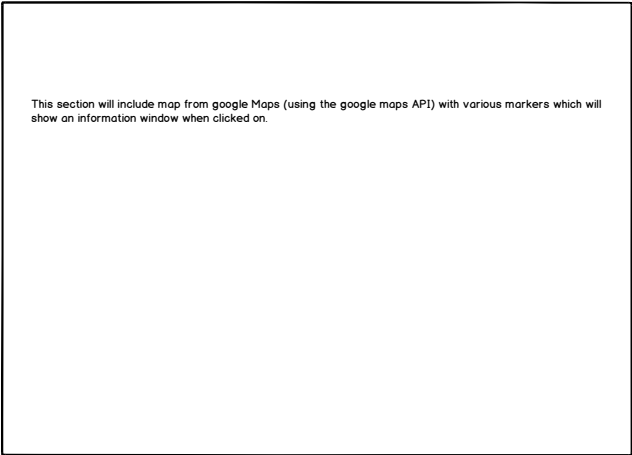 This section will include map from google Maps (using the google maps API) with various markers which will
show an information window when clicked on.